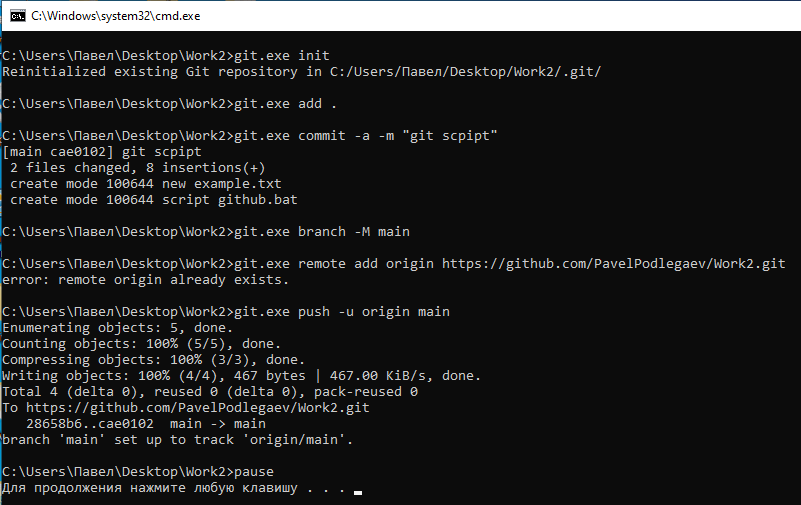 C:\Windows\system32\cmd.exe
C:\Users\Павел\Desktop\Work2>git.exe init
Reinitialized existing Git repository in C:/Users/Павел/Desktop/Work2/.git/
C:\Users\Павел\Desktop\Work2>git.exe add .
C:\Users\Павел\Desktop\Work2>git.exe commit -a -m "git scpipt"
[main cae0102] git scpipt
 2 files changed, 8 insertions(+)
 create mode 100644 new example.txt
 create mode 100644 script github.bat
C:\Users\Павел\Desktop\Work2>git.exe branch -M main
C:\Users\Павел\Desktop\Work2>git.exe remote add origin https://github.com/PavelPodlegaev/Work2.git
error: remote origin already exists.
C:\Users\Павел\Desktop\Work2>git.exe push -u origin main
Enumerating objects: 5, done.
Counting objects: 100% (5/5), done.
Compressing objects: 100% (3/3), done.
Writing objects: 100% (4/4), 467 bytes | 467.00 KiB/s, done.
Total 4 (delta 0), reused 0 (delta 0), pack-reused 0
To https://github.com/PavelPodlegaev/Work2.git
   28658b6..cae0102  main -> main
branch 'main' set up to track 'origin/main'.
C:\Users\Павел\Desktop\Work2>pause
Для продолжения нажмите любую клавишу . . .